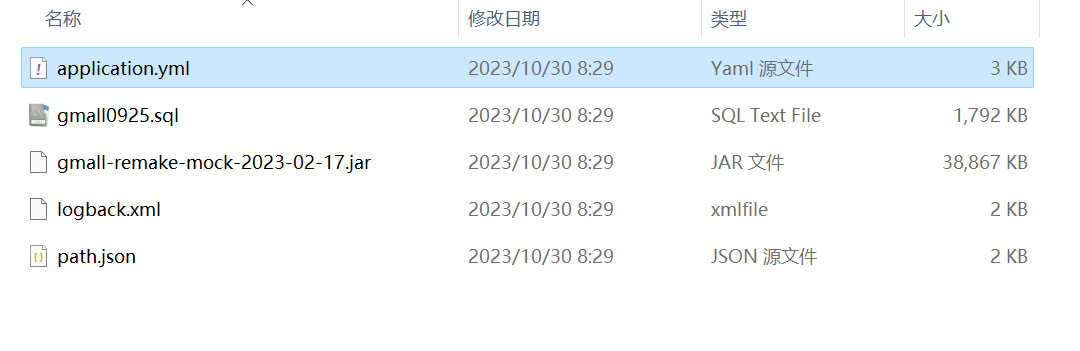 名称 修改日期 类型 大小
application.yml 2023/10/30 8:29 Yaml 源文件 3 KB
gmall0925.sql 2023/10/30 8:29 SQL Text File 1,792 KB
gmall-remake-mock-2023-02-17.jar 2023/10/30 8:29 JAR 文件 38,867 KB
logback.xml 2023/10/30 8:29 xmlfile 2 KB
path.json 2023/10/30 8:29 JSON 源文件 2 KB